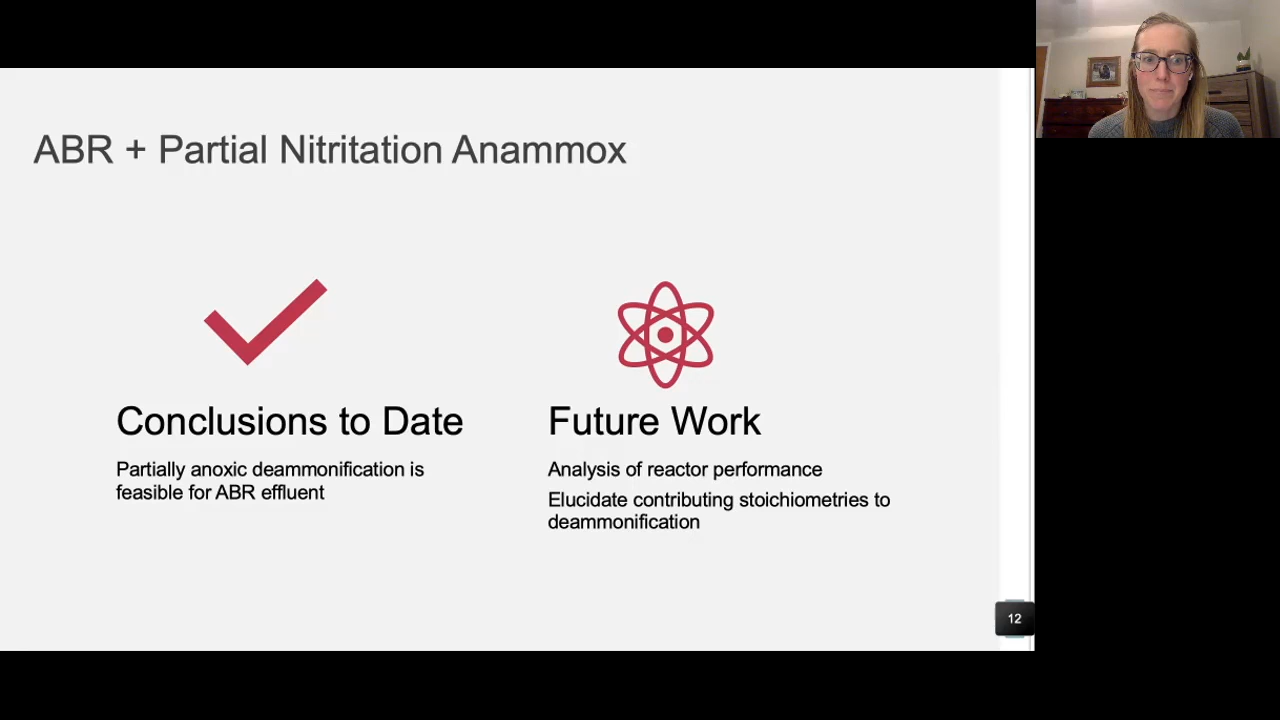 ABR + Partial Nitritation Anammox
Conclusions to Date
Partially anoxic deammonification is
feasible for ABR effluent
Future Work
Analysis of reactor performance
Elucidate contributing stoichiometries to
deammonification
12